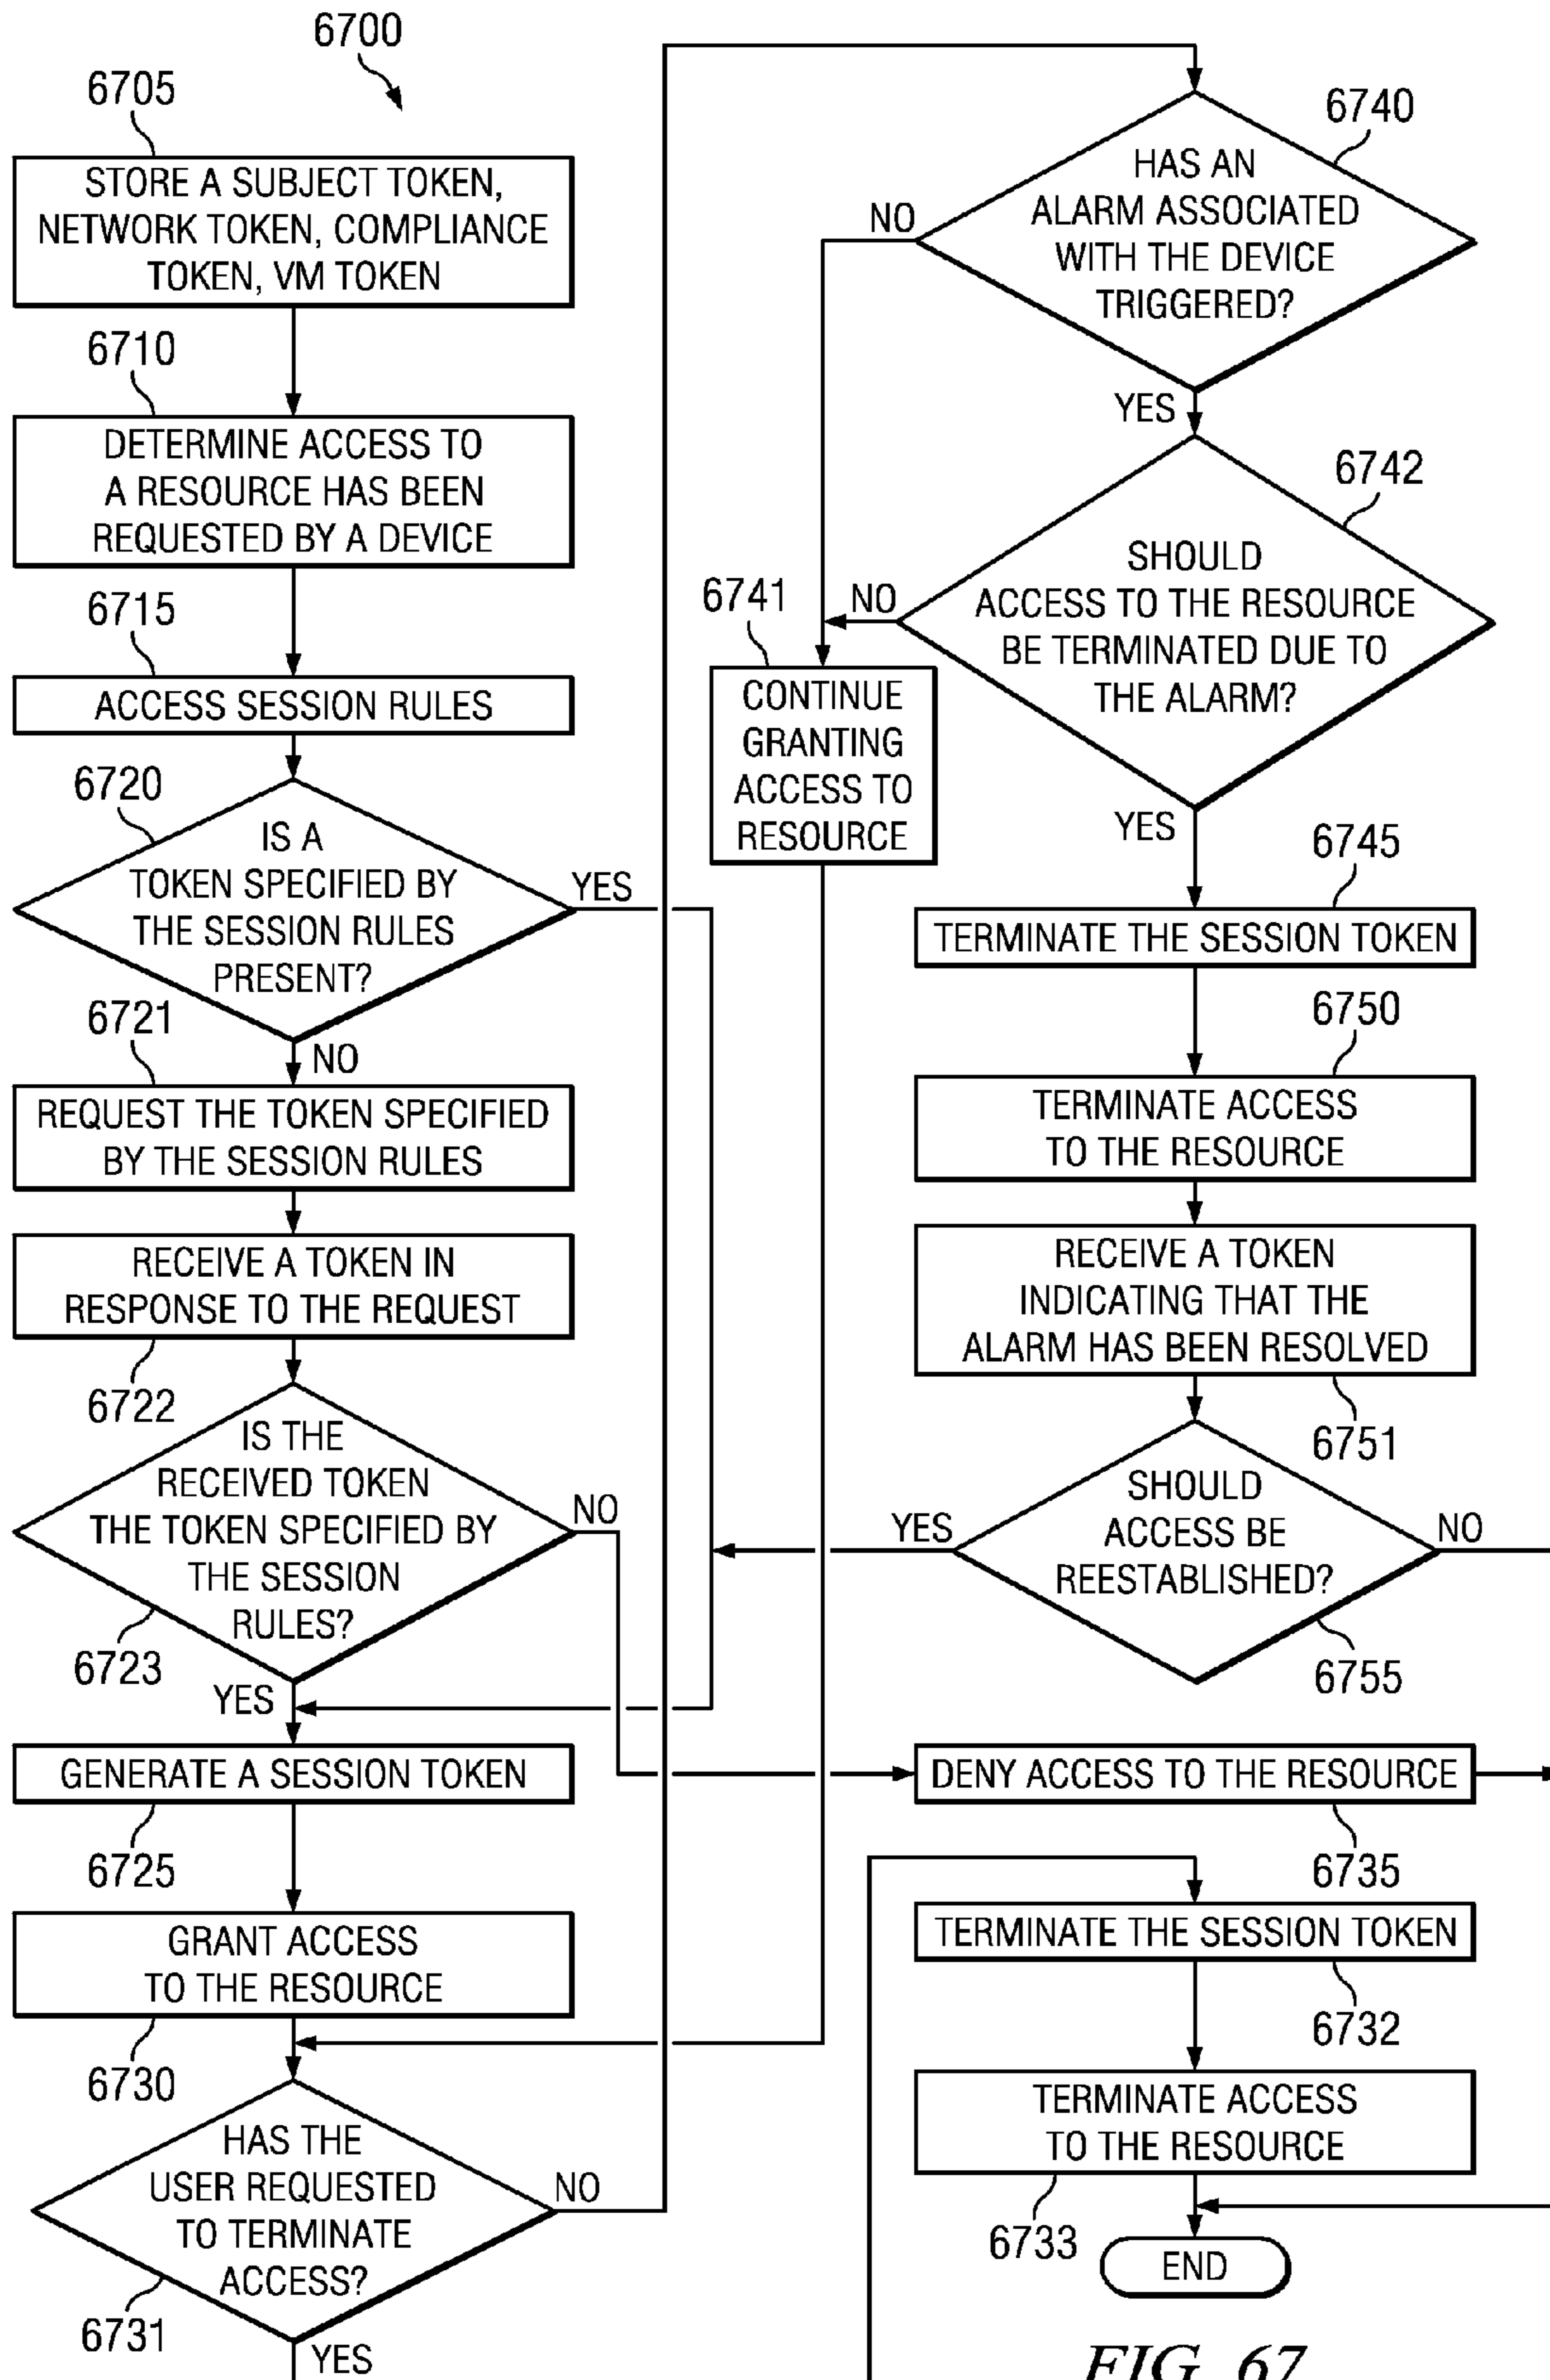 6700
6705
STORE A SUBJECT TOKEN,
NETWORK TOKEN, COMPLIANCE
TOKEN, VM TOKEN
6710
DETERMINE ACCESS TO
A RESOURCE HAS BEEN
REQUESTED BY A DEVICE
6715
ACCESS SESSION RULES
6720
IS A
TOKEN SPECIFIED BY
THE SESSION RULES
PRESENT?
YES
NO
6721
REQUEST THE TOKEN SPECIFIED
BY THE SESSION RULES
RECEIVE A TOKEN IN
RESPONSE TO THE REQUEST
6722
IS THE
RECEIVED TOKEN
THE TOKEN SPECIFIED BY
THE SESSION
RULES?
NO
6723
YES
GENERATE A SESSION TOKEN
6725
GRANT ACCESS
TO THE RESOURCE
6730
HAS THE
USER REQUESTED
TO TERMINATE
ACCESS?
NO
6731
YES
6740
HAS AN
ALARM ASSOCIATED
WITH THE DEVICE
TRIGGERED?
NO
YES
6742
SHOULD
ACCESS TO THE RESOURCE
BE TERMINATED DUE TO
THE ALARM?
NO
6741
CONTINUE
GRANTING
ACCESS TO
RESOURCE
YES
6745
TERMINATE THE SESSION TOKEN
6750
TERMINATE ACCESS
TO THE RESOURCE
RECEIVE A TOKEN
INDICATING THAT THE
ALARM HAS BEEN RESOLVED
6751
SHOULD
ACCESS BE
REESTABLISHED?
YES
NO
6755
DENY ACCESS TO THE RESOURCE
6735
TERMINATE THE SESSION TOKEN
6732
TERMINATE ACCESS
TO THE RESOURCE
6733
END
FIG. 67